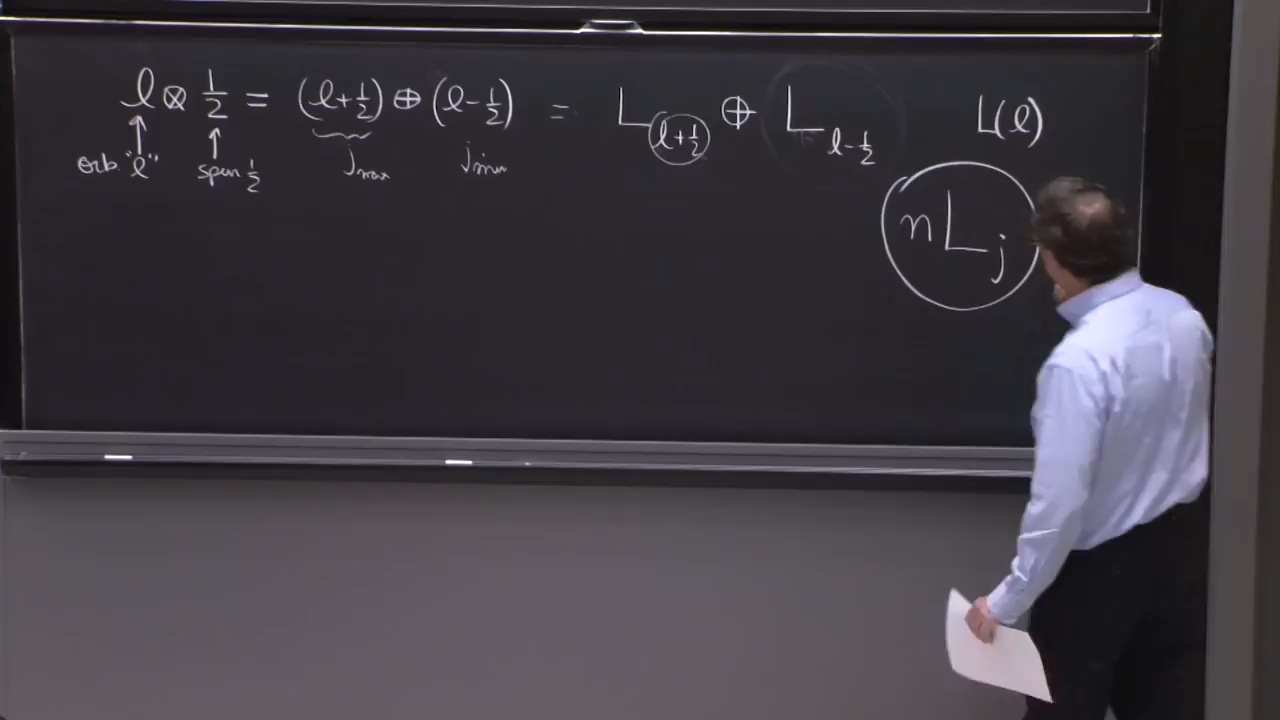 ℓ ⊗ 1/2 = (ℓ+1/2) ⊕ (ℓ-1/2) = L_{ℓ+1/2} ⊕ L_{ℓ-1/2} L(ℓ)
orb. "ℓ" spin 1/2 j_max j_min
nL_j